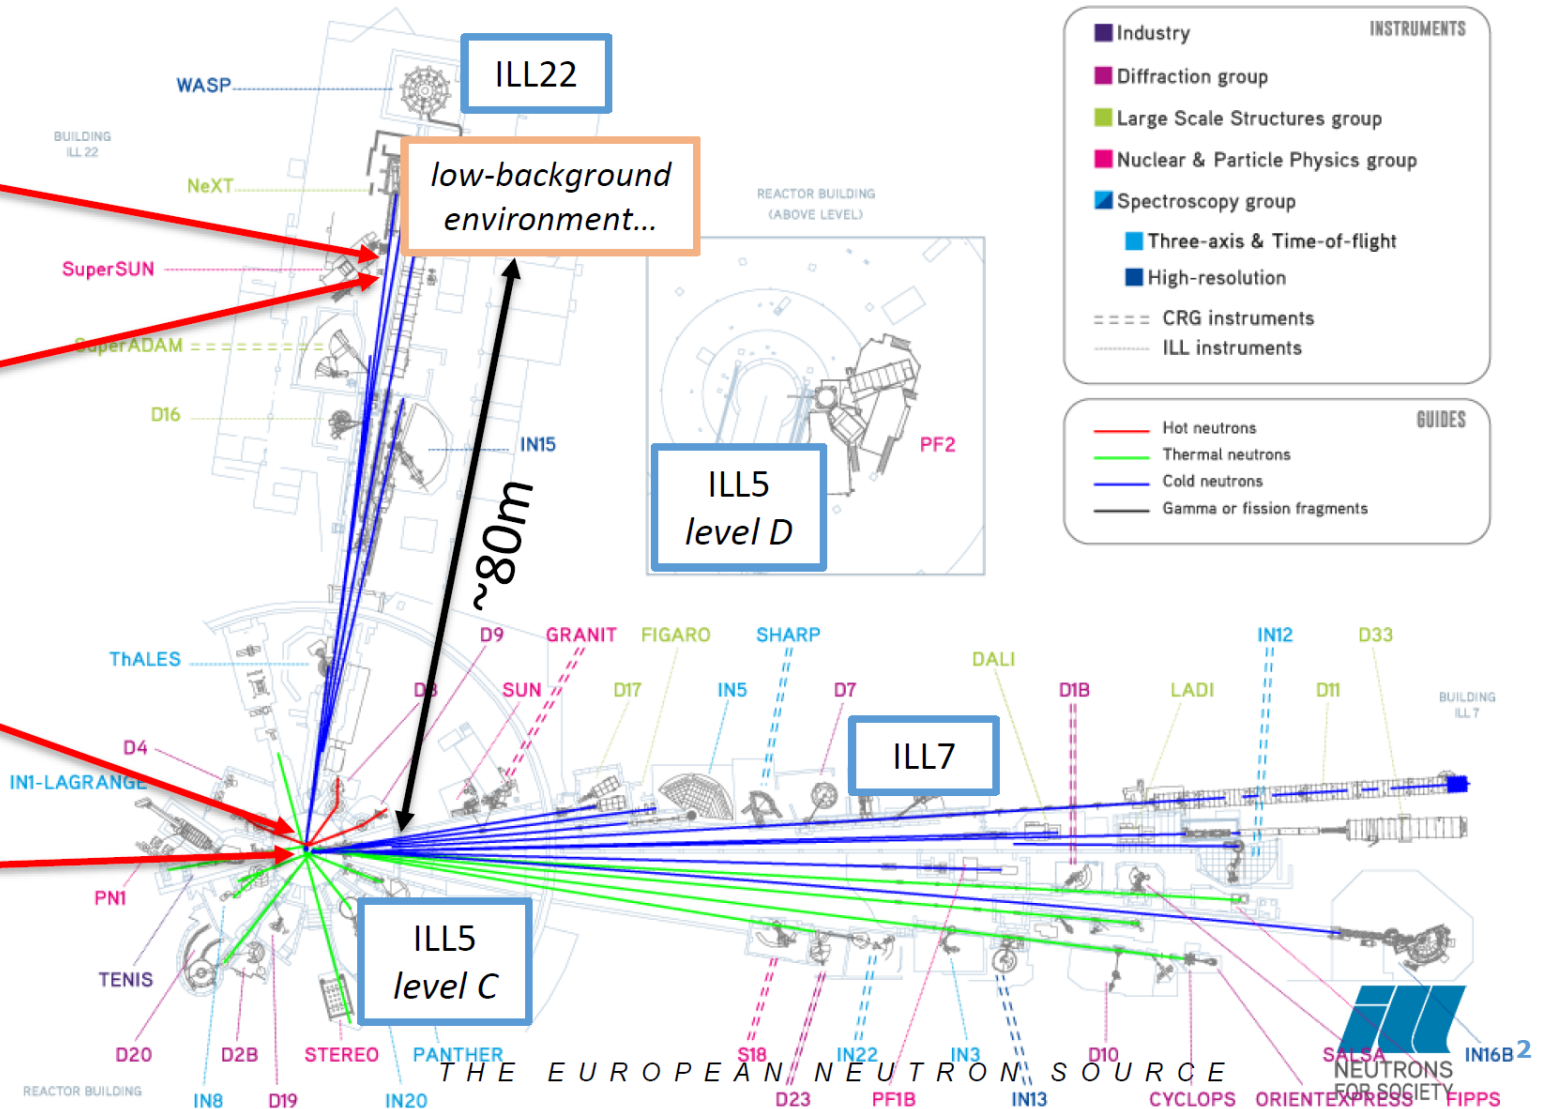 WASP
ILL22
BUILDING
ILL 22
low-background
environment...
NeXT
SuperSUN
SuperADAM
D16
IN15
~80m
REACTOR BUILDING
(ABOVE LEVEL)
PF2
ILL5
level D
INSTRUMENTS
Industry
Diffraction group
Large Scale Structures group
Nuclear & Particle Physics group
Spectroscopy group
Three-axis & Time-of-flight
High-resolution
CRG instruments
ILL instruments
GUIDES
Hot neutrons
Thermal neutrons
Cold neutrons
Gamma or fission fragments
ThALES
D9
GRANIT
FIGARO
SHARP
IN12
D33
DALI
D3
SUN
D17
IN5
D7
D1B
LADI
D11
BUILDING
ILL 7
ILL7
D4
IN1-LAGRANGE
PN1
TENIS
ILL5
level C
D20
D2B
STEREO
PANTHER
S18
IN22
IN3
D10
SALSA
IN16B
2
THE EUROPEAN NEUTRON SOURCE
NEUTRONS
FOR SOCIETY
REACTOR BUILDING
IN8
D19
IN20
D23
PF1B
IN13
CYCLOPS
ORIENTEXPRESS
FIPPS